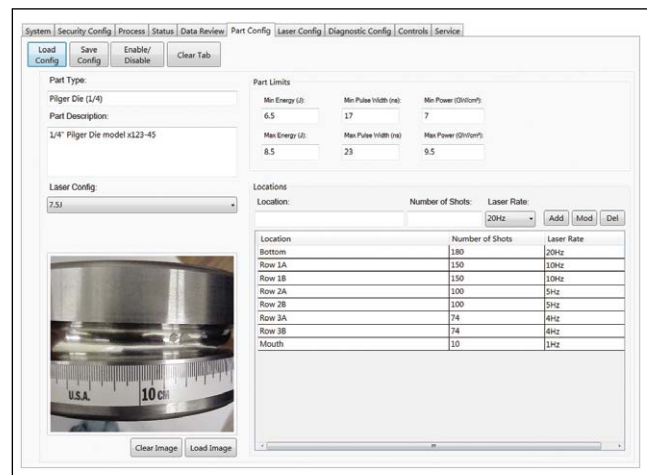 System Security Config Process Status Data Review Part Config Laser Config Diagnostic Config Controls Service
Load Config Save Config Enable/ Disable Clear Tab
Part Type:
Pilger Die (1/4)
Part Description:
1/4" Pilger Die model x123-45
Laser Config:
7.5J
U.S.A. 10 CM
Clear Image Load Image
Part Limits
Min Energy (J): Min Pulse Width (ns): Min Power (GW/cm²):
6.5 17 7
Max Energy (J): Max Pulse Width (ns) Max Power (GW/cm²):
8.5 23 9.5
Locations
Location: Number of Shots: Laser Rate:
20Hz Add Mod Del
Location Number of Shots Laser Rate
Bottom 180 20Hz
Row 1A 150 10Hz
Row 1B 150 10Hz
Row 2A 100 5Hz
Row 2B 100 5Hz
Row 3A 74 4Hz
Row 3B 74 4Hz
Mouth 10 1Hz